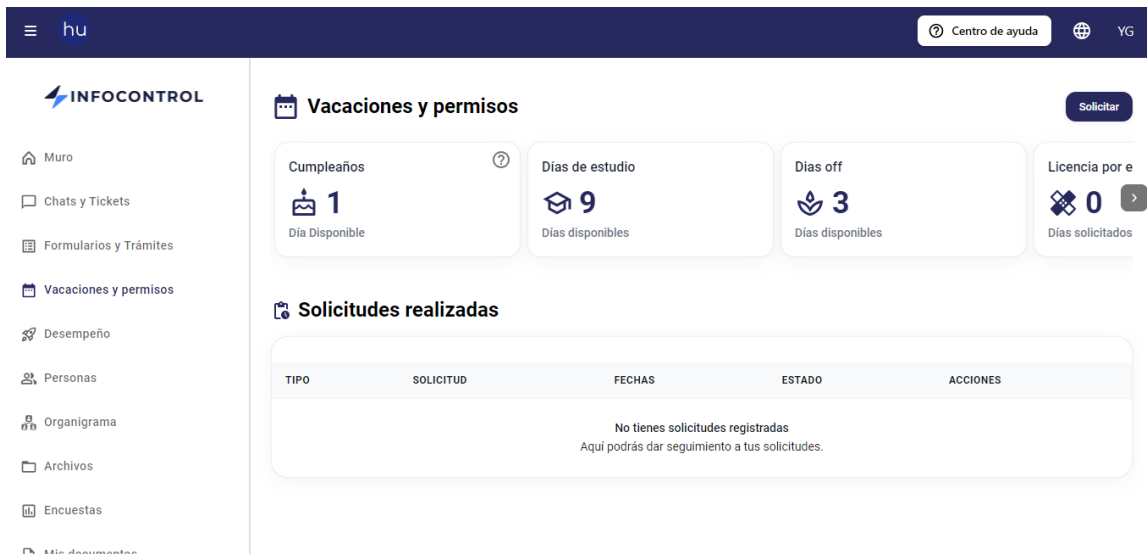 hu
Centro de ayuda
YG
INFOCONTROL
Muro
Chats y Tickets
Formularios y Trámites
Vacaciones y permisos
Desempeño
Personas
Organigrama
Archivos
Encuestas
Mis documentos
Vacaciones y permisos
Solicitar
Cumpleaños
1
Día Disponible
Días de estudio
9
Días disponibles
Dias off
3
Días disponibles
Licencia por e
0
Días solicitados
Solicitudes realizadas
TIPO SOLICITUD FECHAS ESTADO ACCIONES
No tienes solicitudes registradas
Aquí podrás dar seguimiento a tus solicitudes.